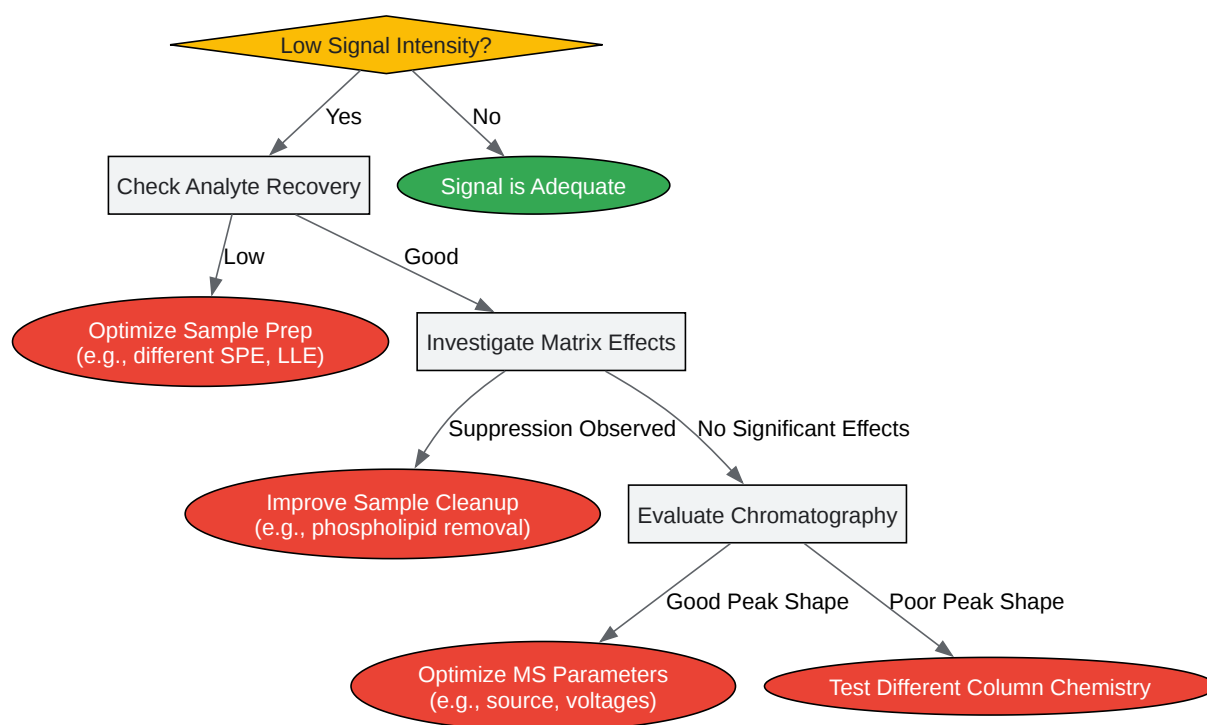 Low Signal Intensity?
Yes
No
Check Analyte Recovery
Signal is Adequate
Low
Good
Optimize Sample Prep
(e.g., different SPE, LLE)
Investigate Matrix Effects
Suppression Observed
No Significant Effects
Improve Sample Cleanup
(e.g., phospholipid removal)
Evaluate Chromatography
Good Peak Shape
Poor Peak Shape
Optimize MS Parameters
(e.g., source, voltages)
Test Different Column Chemistry